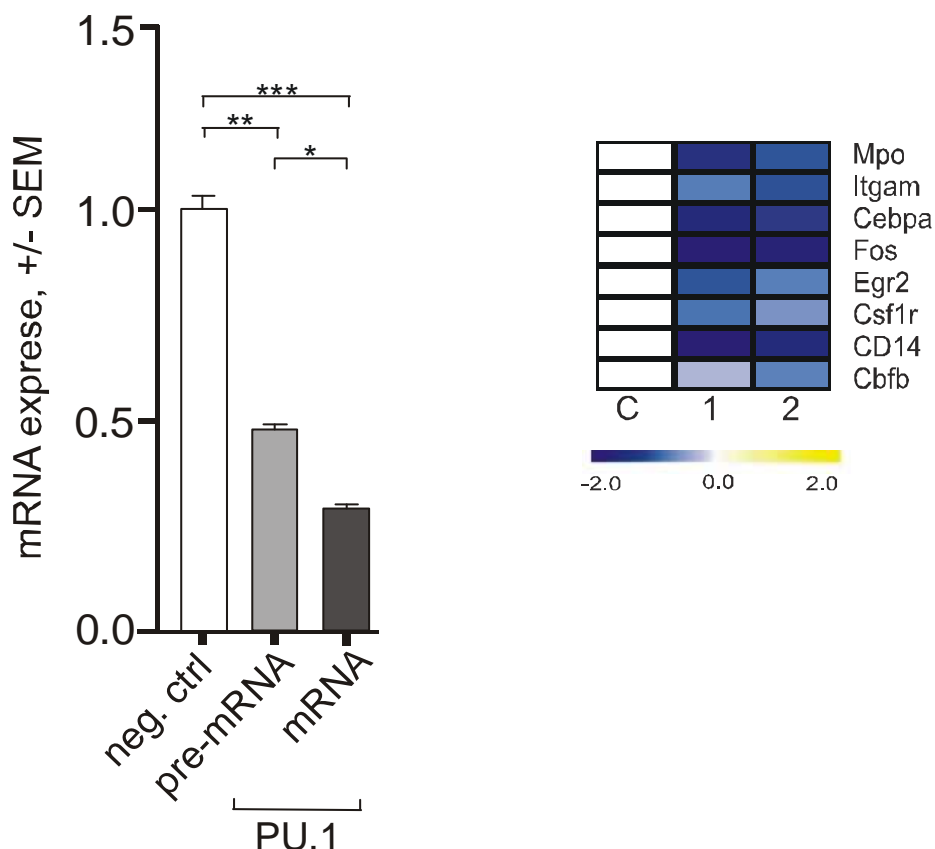 mRNA exprese, +/- SEM
1.5
1.0
0.5
0.0
***
**
*
neg. ctrl
pre-mRNA
mRNA
PU.1
Mpo
Itgam
Cebpa
Fos
Egr2
Csf1r
CD14
Cbfb
C 1 2
-2.0 0.0 2.0